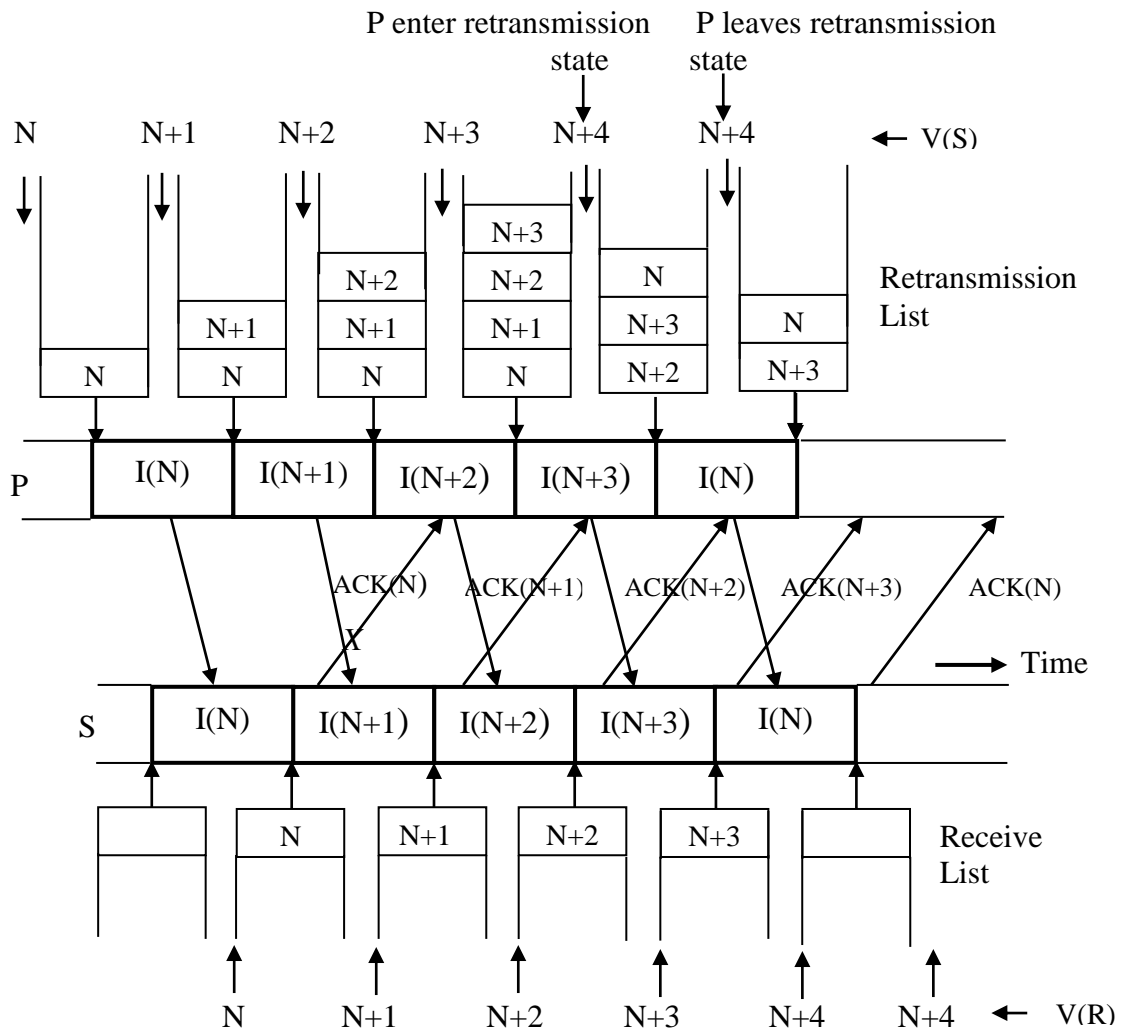 P enter retransmission state
P leaves retransmission state
N N+1 N+2 N+3 N+4 N+4 V(S)
N+3
N+2 N+2 N
N+1 N+1 N+1 N+3 N
N N N N N+2 N+3
Retransmission
List
P
I(N) I(N+1) I(N+2) I(N+3) I(N)
ACK(N) ACK(N+1) ACK(N+2) ACK(N+3) ACK(N)
X
Time
S
I(N) I(N+1) I(N+2) I(N+3) I(N)
N N+1 N+2 N+3
Receive
List
N N+1 N+2 N+3 N+4 N+4 V(R)